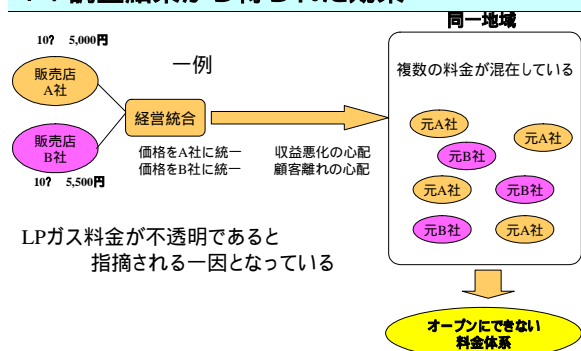 同一地域
10? 5,000円
一例
販売店
A社
経営統合
販売店
B社
10? 5,500円
価格をA社に統一 収益悪化の心配
価格をB社に統一 顧客離れの心配
複数の料金が混在している
元A社
元A社
元B社
元A社
元B社
元B社
元A社
LPガス料金が不透明であると
指摘される一因となっている
オープンにできない
料金体系